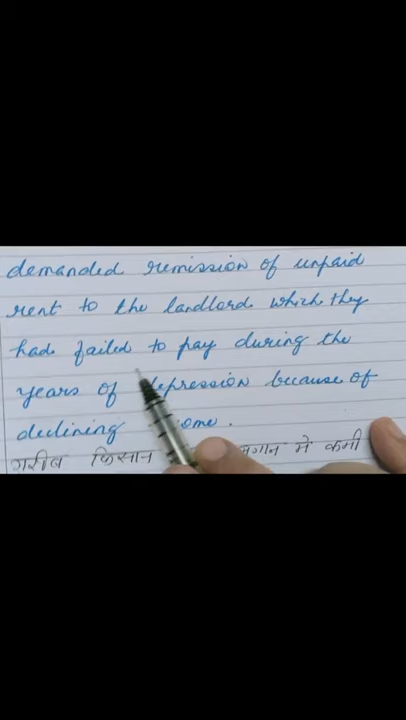 demanded remission of unpaid
rent to the landlord which they
had failed to pay during the
years of depression because of
declining
गरीब किसान में कमी